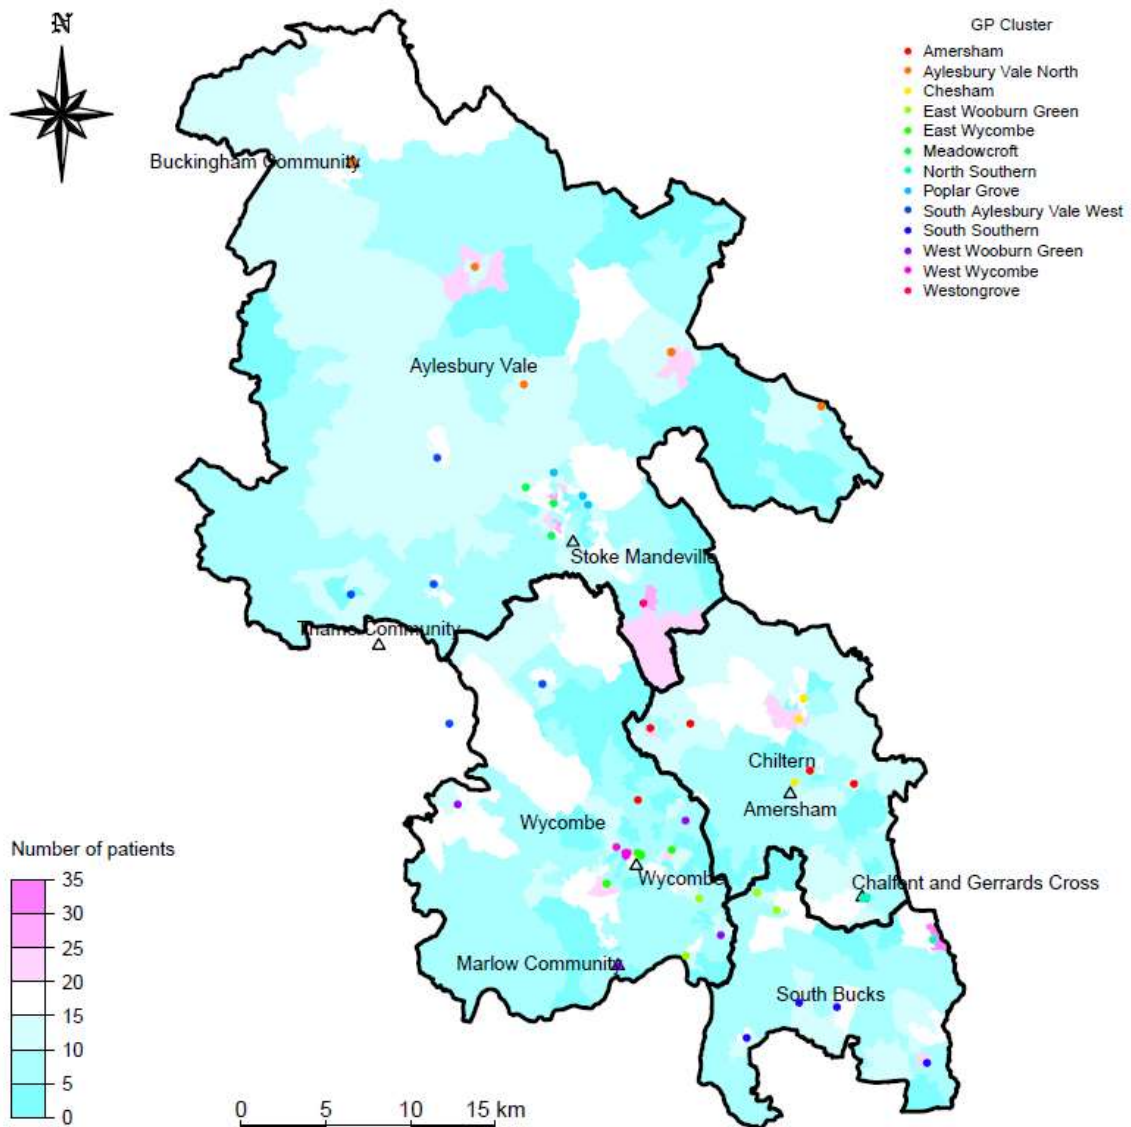 N
GP Cluster
Amersham
Aylesbury Vale North
Chesham
East Wooburn Green
East Wycombe
Meadowcroft
North Southern
Poplar Grove
South Aylesbury Vale West
South Southern
West Wooburn Green
West Wycombe
Westongrove
Buckingham Community
Aylesbury Vale
Stoke Mandeville
Thame Community
Chiltern
Amersham
Wycombe
Wycombe
Chalfont and Gerrards Cross
Marlow Community
South Bucks
Number of patients
35
30
25
20
15
10
5
0
0 5 10 15 km